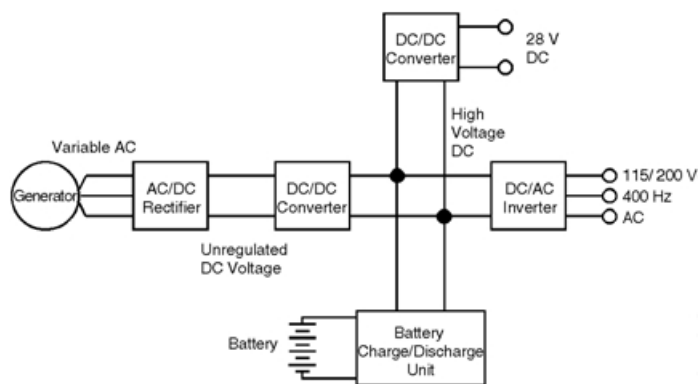 DC/DC
Converter
28 V
DC
High
Voltage
DC
Variable AC
Generator
AC/DC
Rectifier
DC/DC
Converter
DC/AC
Inverter
115/200 V
400 Hz
AC
Unregulated
DC Voltage
Battery
Battery
Charge/Discharge
Unit